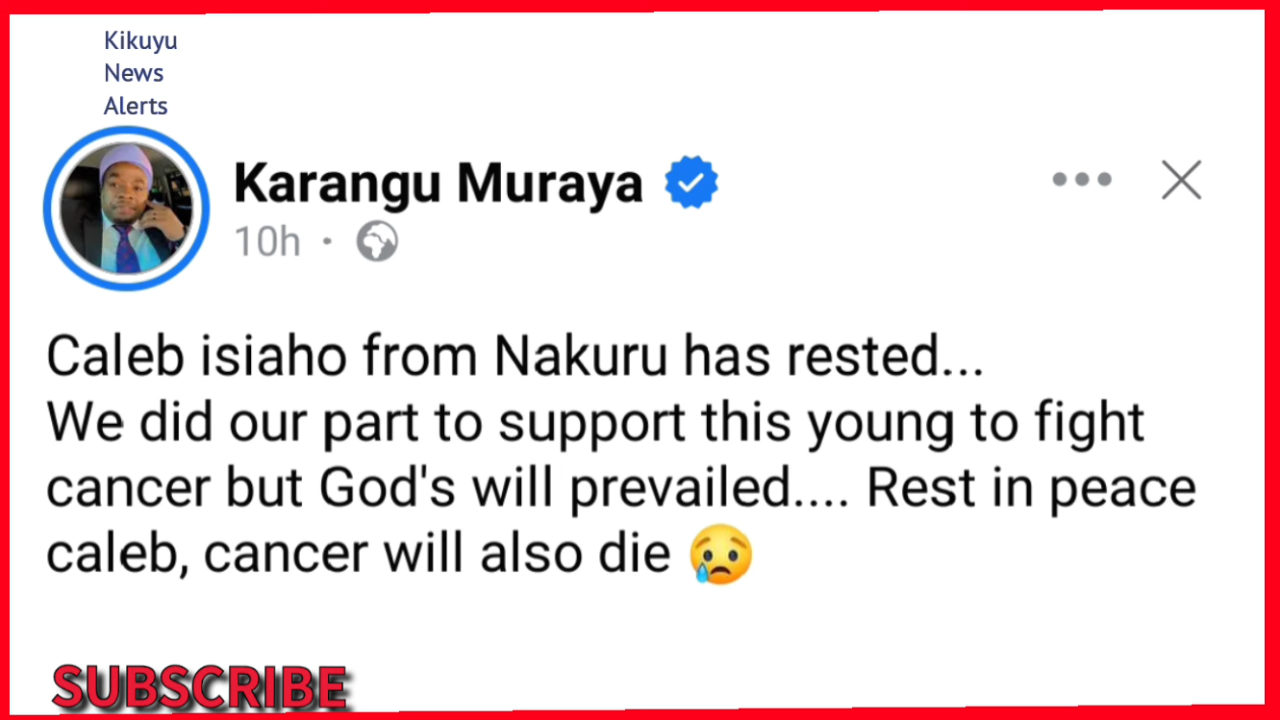 Kikuyu
News
Alerts
Karangu Muraya
10h ·
Caleb isiaho from Nakuru has rested...
We did our part to support this young to fight
cancer but God's will prevailed.... Rest in peace
caleb, cancer will also die 😢
SUBSCRIBE